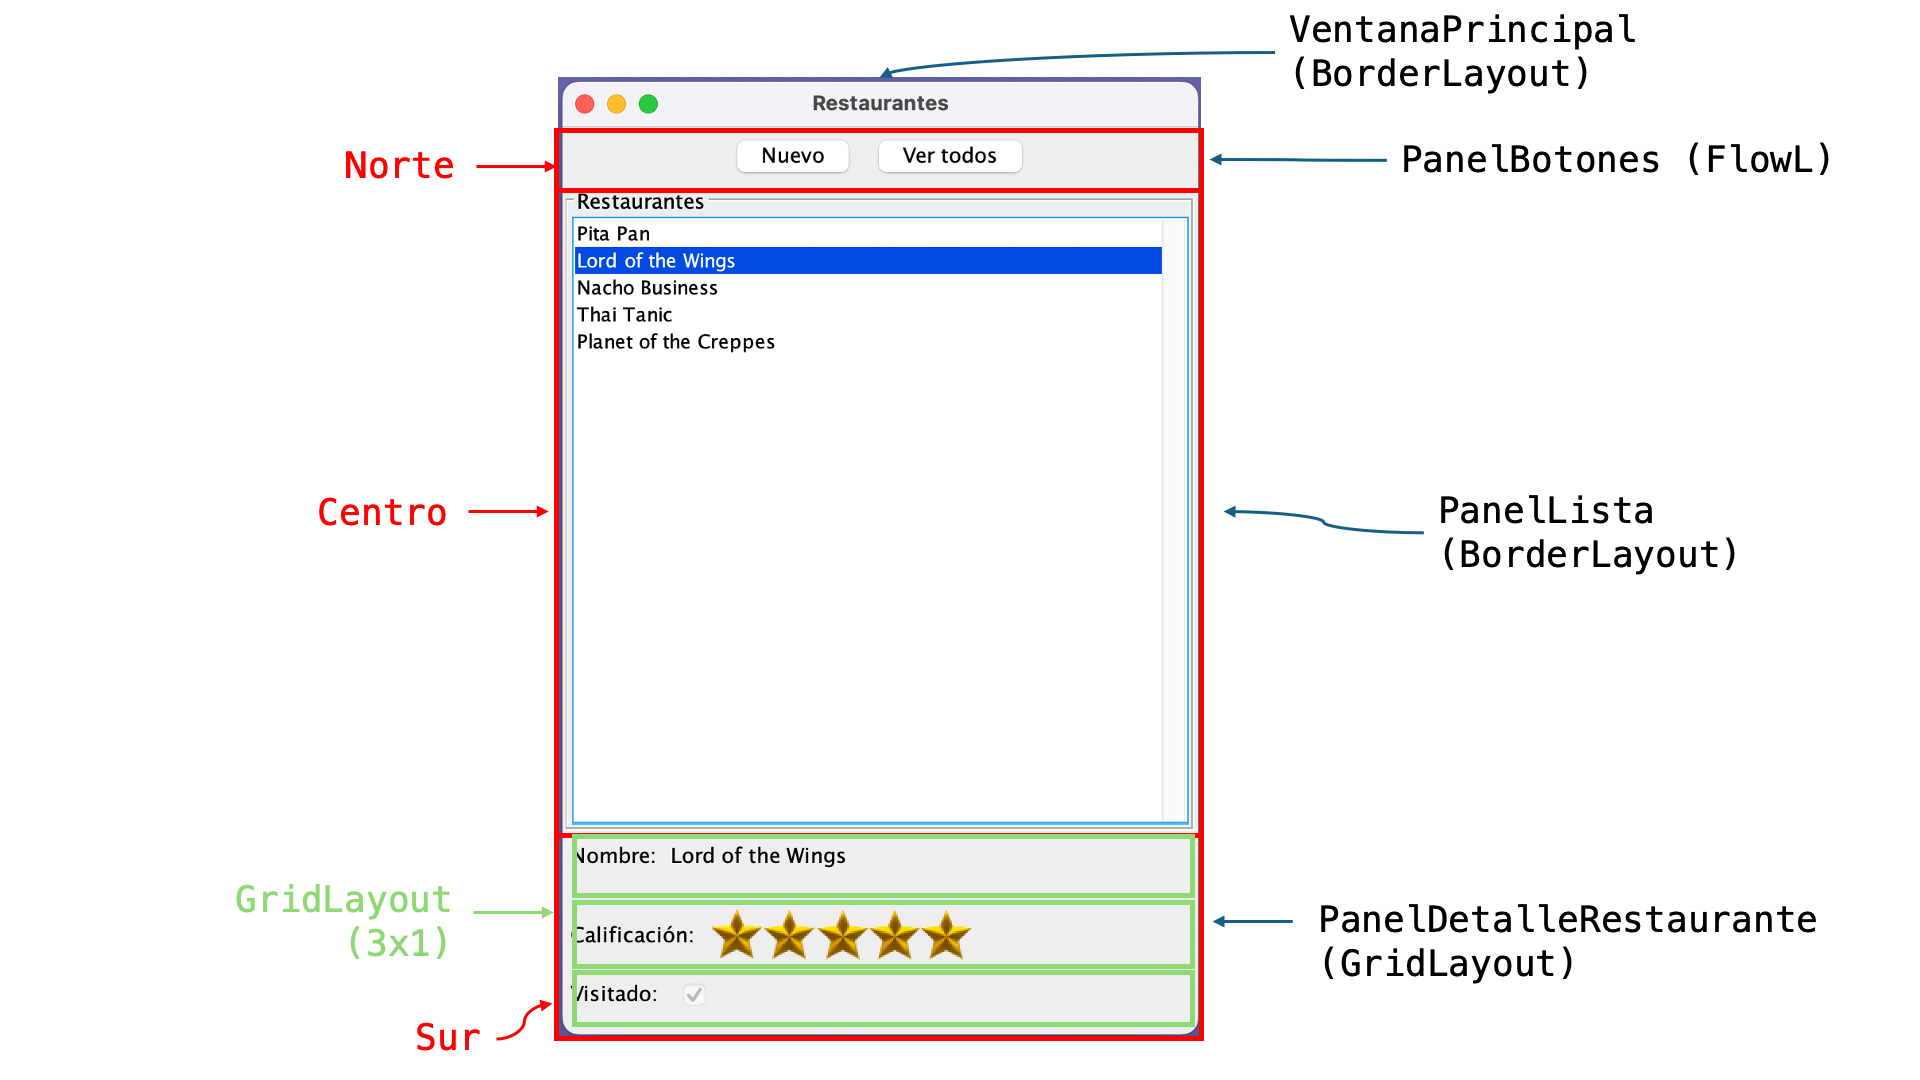 VentanaPrincipal
(BorderLayout)
Restaurantes
Norte
Nuevo
Ver todos
PanelBotones (FlowL)
Restaurantes
Pita Pan
Lord of the Wings
Nacho Business
Thai Tanic
Planet of the Creppes
Centro
PanelLista
(BorderLayout)
Nombre: Lord of the Wings
GridLayout
(3x1)
Calificación:
PanelDetalleRestaurante
(GridLayout)
Visitado:
Sur